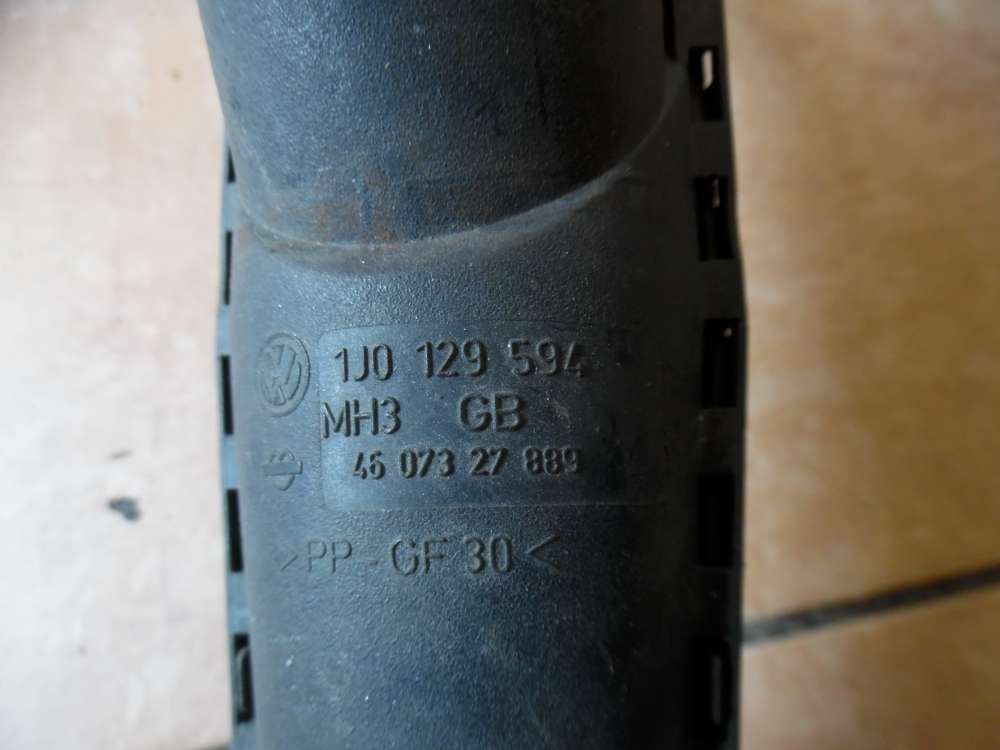 1J0 129 594
MH3 GB
46 073 27 889
>PP-GF 30<